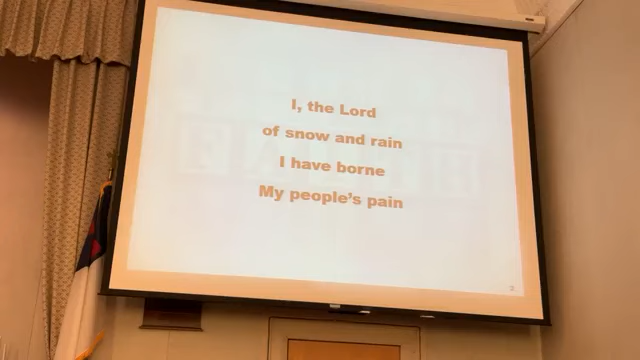 I, the Lord
of snow and rain
I have borne
My people's pain